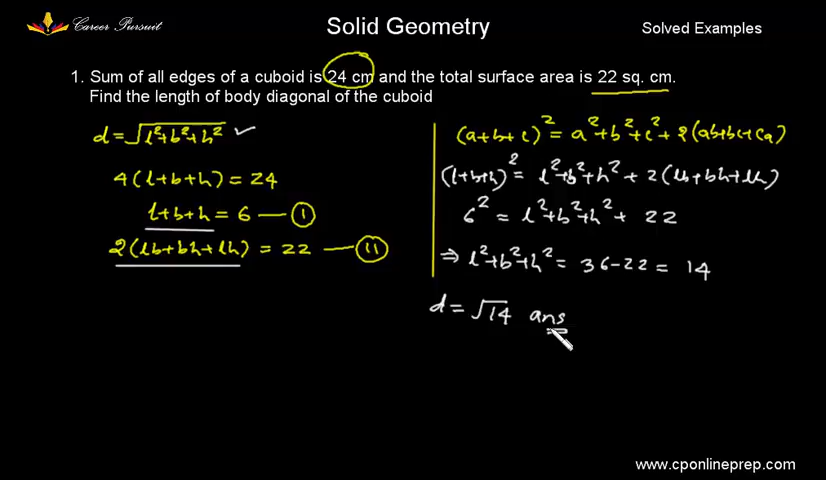 Career Pursuit
Solid Geometry
Solved Examples
1. Sum of all edges of a cuboid is 24 cm and the total surface area is 22 sq. cm.
Find the length of body diagonal of the cuboid
d = √(l²+b²+h²) ✓
4(l+b+h) = 24
l+b+h = 6 — ①
2(lb+bh+lh) = 22 — Ⅱ
(a+b+c)² = a²+b²+c²+2(ab+bc+ca)
(l+b+h)² = l²+b²+h²+2(lb+bh+lh)
6² = l²+b²+h²+ 22
⇒ l²+b²+h² = 36-22 = 14
d = √14 ans
www.cponlineprep.com